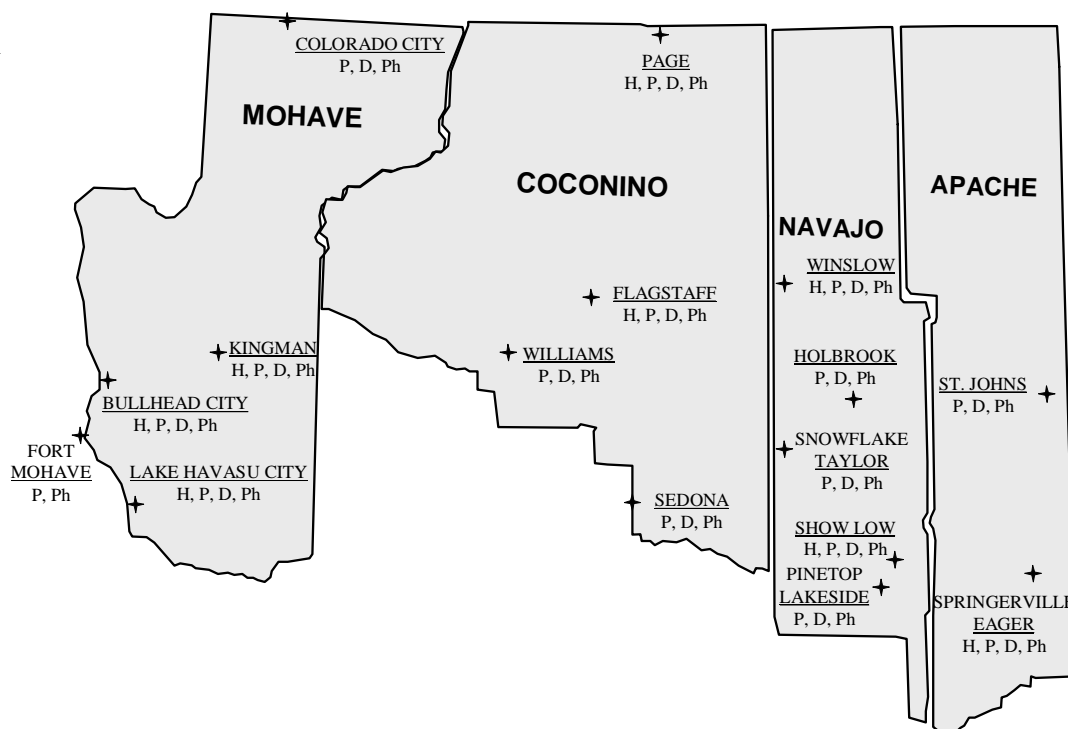 COLORADO CITY
P, D, Ph
MOHAVE
KINGMAN
H, P, D, Ph
BULLHEAD CITY
H, P, D, Ph
FORT
MOHAVE
P, Ph
LAKE HAVASU CITY
H, P, D, Ph
PAGE
H, P, D, Ph
COCONINO
FLAGSTAFF
H, P, D, Ph
WILLIAMS
P, D, Ph
SEDONA
P, D, Ph
NAVAJO
WINSLOW
H, P, D, Ph
HOLBROOK
P, D, Ph
SNOWFLAKE
TAYLOR
P, D, Ph
SHOW LOW
H, P, D, Ph
PINETOP
LAKESIDE
P, D, Ph
APACHE
ST. JOHNS
P, D, Ph
SPRINGERVILLE
EAGER
H, P, D, Ph